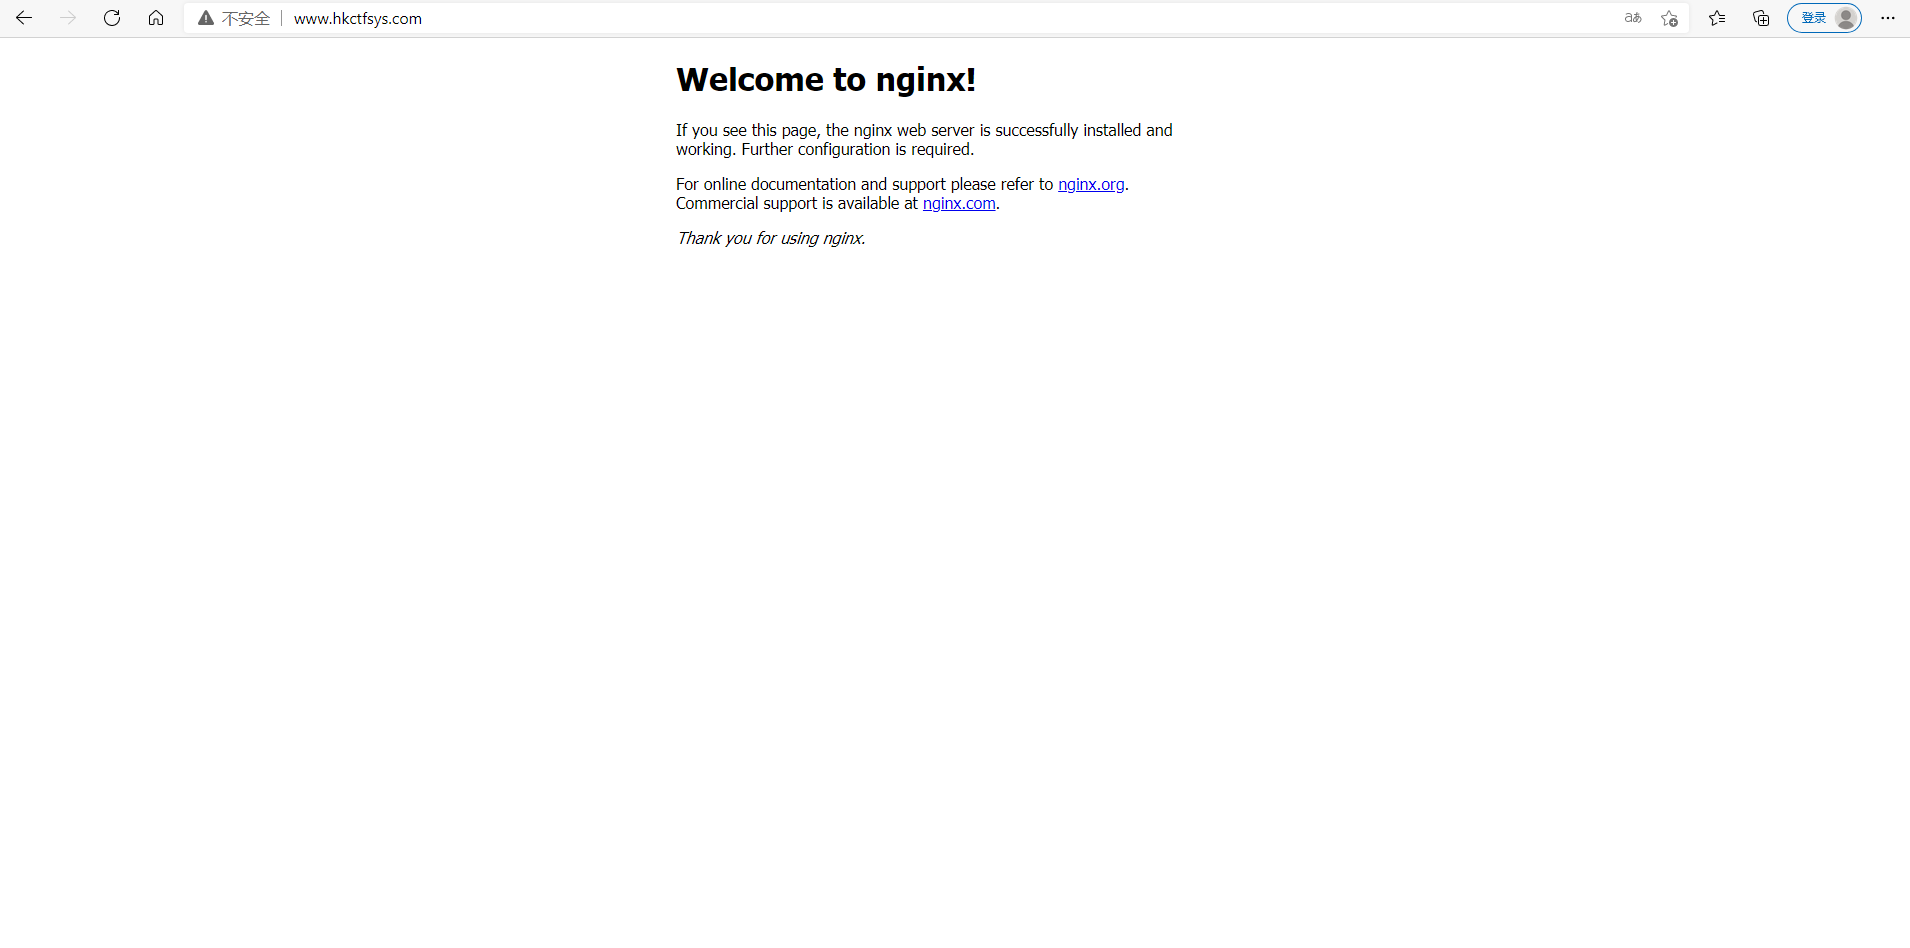 不安全 www.hkctfsys.com aあ 登录
Welcome to nginx!
If you see this page, the nginx web server is successfully installed and
working. Further configuration is required.
For online documentation and support please refer to nginx.org.
Commercial support is available at nginx.com.
Thank you for using nginx.